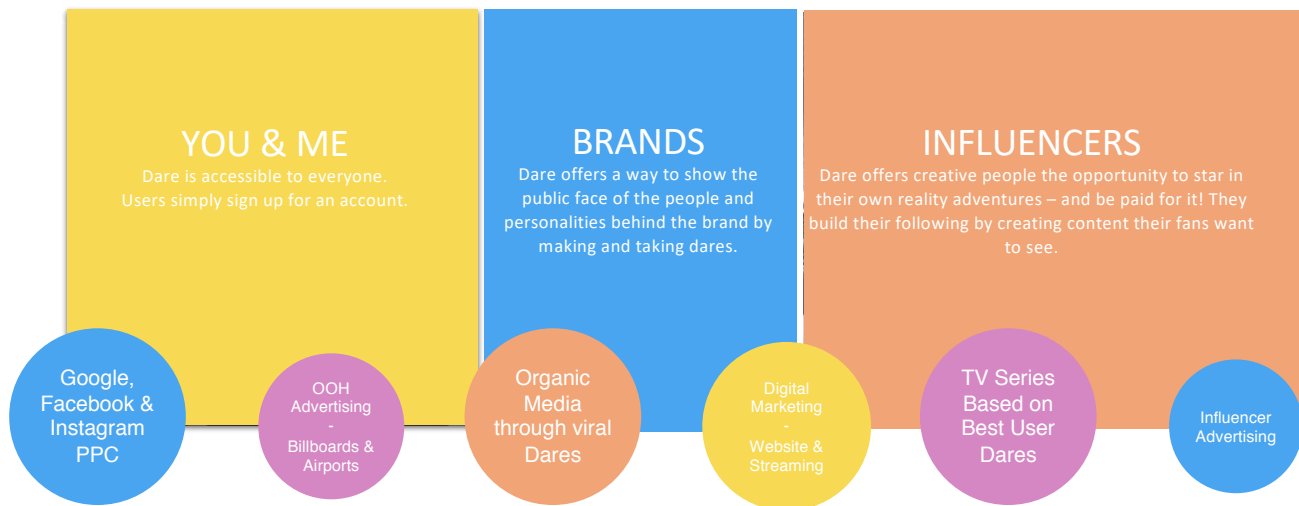 YOU & ME
Dare is accessible to everyone.
Users simply sign up for an account.
BRANDS
Dare offers a way to show the
public face of the people and
personalities behind the brand by
making and taking dares.
INFLUENCERS
Dare offers creative people the opportunity to star in
their own reality adventures – and be paid for it! They
build their following by creating content their fans want
to see.
Google,
Facebook &
Instagram
PPC
OOH
Advertising
-
Billboards &
Airports
Organic
Media
through viral
Dares
Digital
Marketing
-
Website &
Streaming
TV Series
Based on
Best User
Dares
Influencer
Advertising